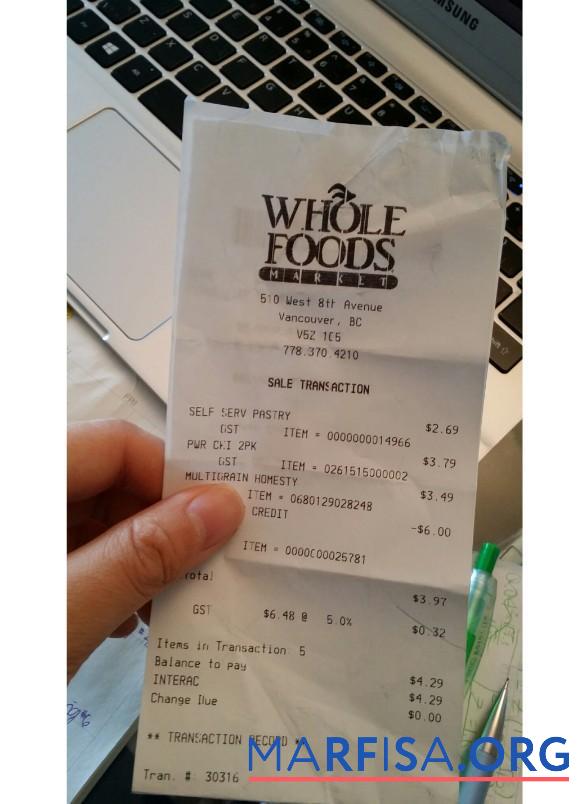 SAMSUNG
WHOLE
FOODS
MARKET
510 West 8th Avenue
Vancouver, BC
V5Z 1C5
778.370.4210
SALE TRANSACTION
SELF SERV PASTRY $2.69
GST ITEM = 0000000014966
PWR CHI 2PK $3.79
GST ITEM = 0261515000002
MULTIGRAIN HOMESTY $3.49
ITEM = 0680129028248
CREDIT -$6.00
ITEM = 0000000025781
Total $3.97
GST $6.48 @ 5.0% $0.32
Items in Transaction: 5
Balance to pay $4.29
INTERAC $4.29
Change Due $0.00
** TRANSACTION RECORD *
Tran. # 30316
MARFISA.ORG